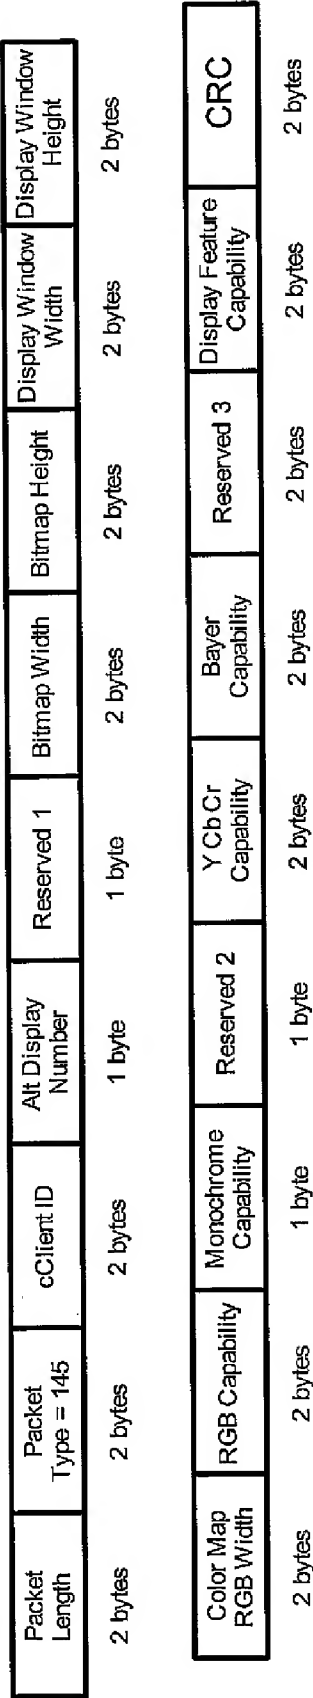 Packet
Length
Packet
Type = 145
cClient ID
Alt Display
Number
Reserved 1
Bitmap Width
Bitmap Height
Display Window
Width
Display Window
Height
2 bytes
2 bytes
2 bytes
1 byte
1 byte
2 bytes
2 bytes
2 bytes
2 bytes
Color Map
RGB Width
RGB Capability
Monochrome
Capability
Reserved 2
Y Cb Cr
Capability
Bayer
Capability
Reserved 3
Display Feature
Capability
CRC
2 bytes
2 bytes
1 byte
1 byte
2 bytes
2 bytes
2 bytes
2 bytes
2 bytes